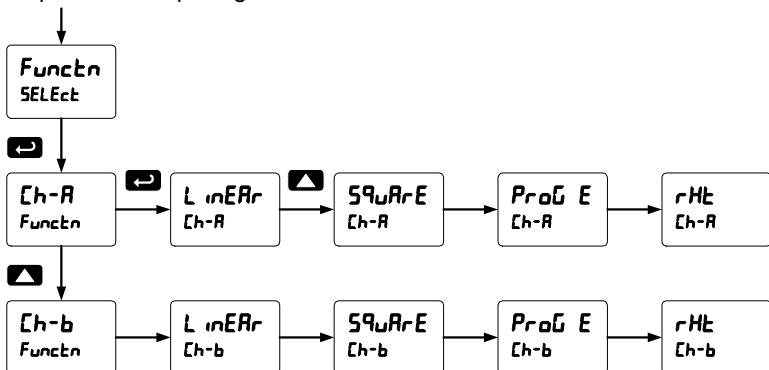 Functn
SELEct
Ch-A
Functn
LinEAr
Ch-A
SquArE
Ch-A
ProG E
Ch-A
rHt
Ch-A
Ch-b
Functn
LinEAr
Ch-b
SquArE
Ch-b
ProG E
Ch-b
rHt
Ch-b